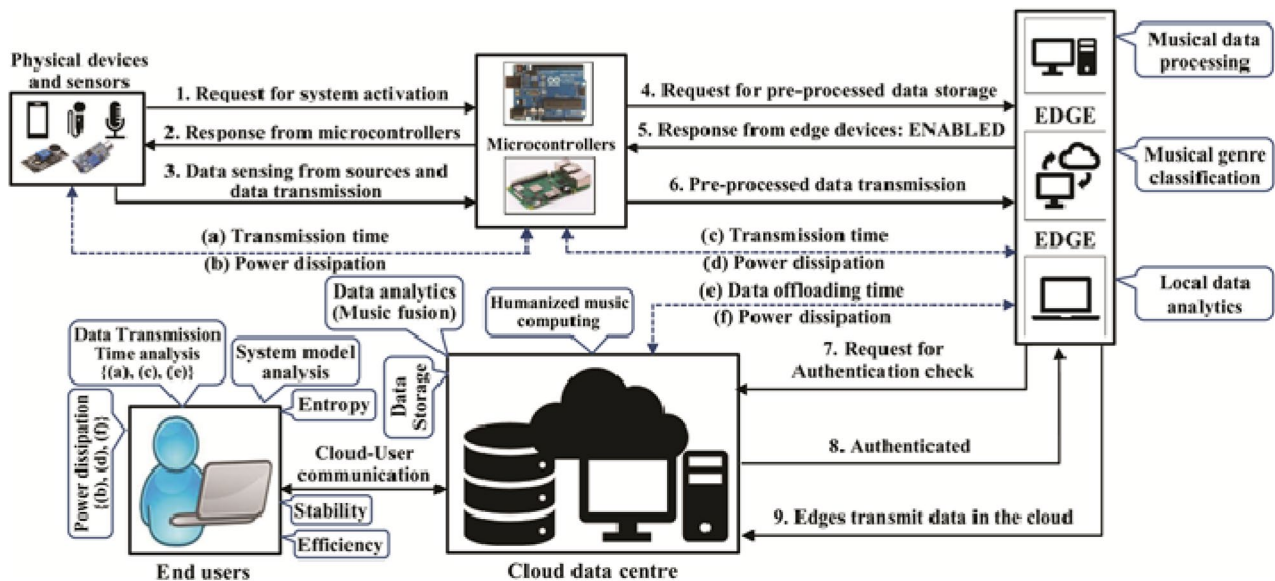 Physical devices
and sensors
1. Request for system activation
2. Response from microcontrollers
3. Data sensing from sources and
data transmission
(a) Transmission time
(b) Power dissipation
Microcontrollers
4. Request for pre-processed data storage
5. Response from edge devices: ENABLED
6. Pre-processed data transmission
(c) Transmission time
(d) Power dissipation
(e) Data offloading time
(f) Power dissipation
EDGE
EDGE
Musical data
processing
Musical genre
classification
Local data
analytics
Data analytics
(Music fusion)
Humanized music
computing
Data
Storage
7. Request for
Authentication check
8. Authenticated
9. Edges transmit data in the cloud
Data Transmission
Time analysis
{(a), (c), (e)}
System model
analysis
Entropy
Power dissipation
{(b), (d), (f)}
Cloud-User
communication
Stability
Efficiency
End users
Cloud data centre